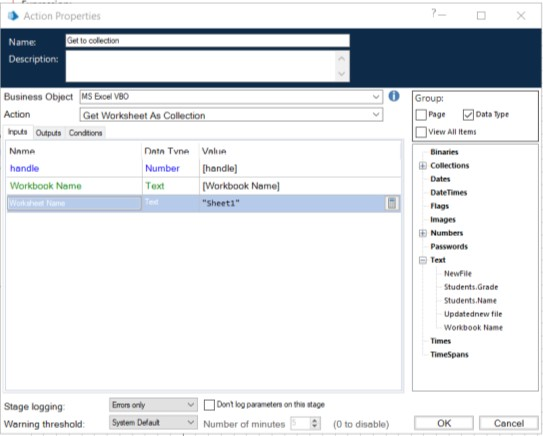 Action Properties
Name: Get to collection
Description:
Business Object MS Excel VBO
Action Get Worksheet As Collection
Inputs Outputs Conditions
Name Data Type Value
handle Number [handle]
Workbook Name Text [Workbook Name]
Worksheet Name Text "Sheet1"
Group:
Page Data Type
View All Items
Binaries
Collections
Dates
DateTimes
Flags
Images
Numbers
Passwords
Text
NewFile
Students.Grade
Students.Name
Updatednew file
Workbook Name
Times
TimeSpans
Stage logging: Errors only Don't log parameters on this stage
Warning threshold: System Default Number of minutes 5 (0 to disable)
OK Cancel